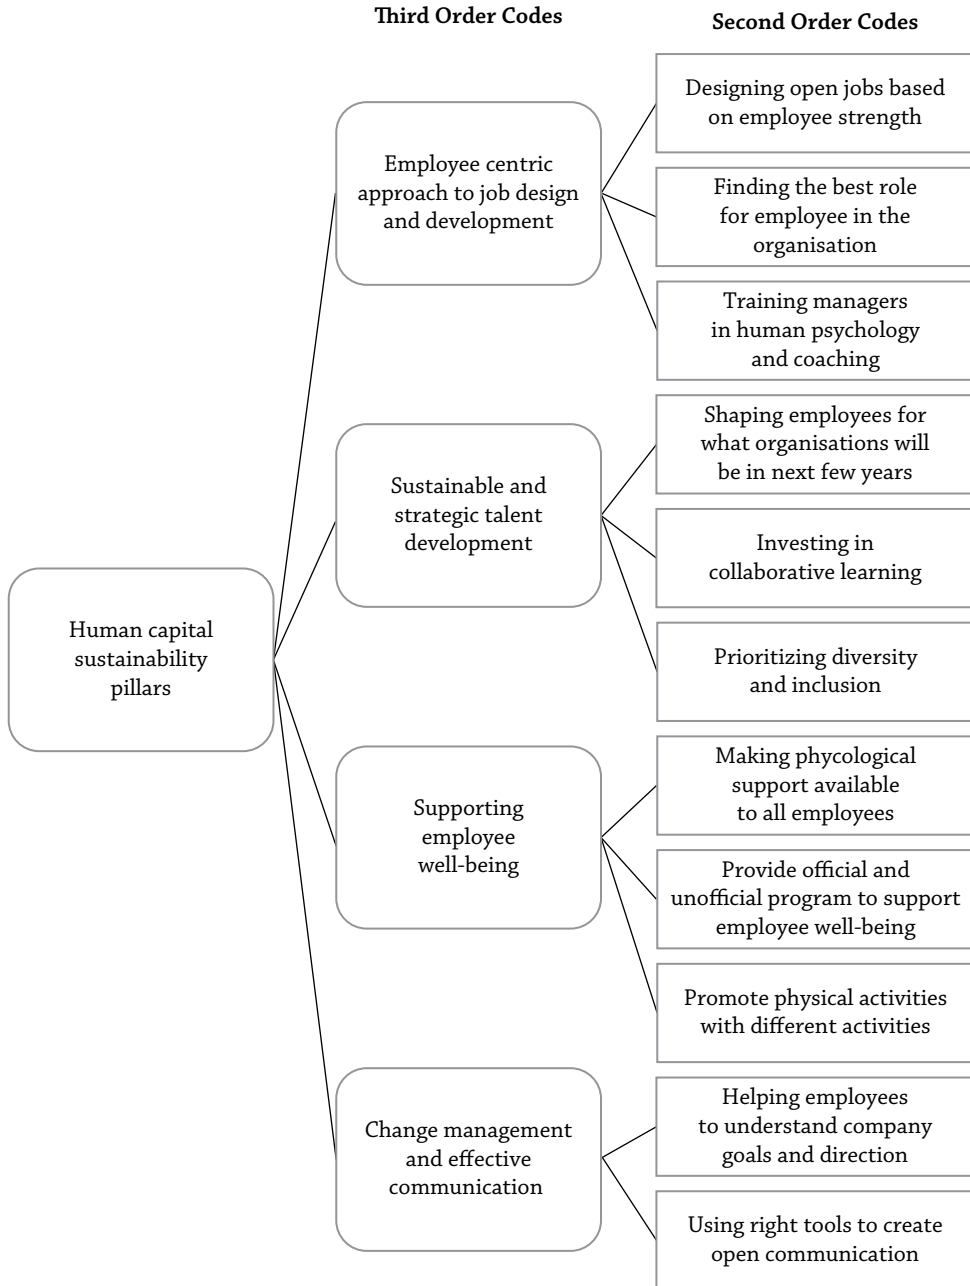 Third Order Codes
Second Order Codes
Human capital
sustainability
pillars
Employee centric
approach to job design
and development
Designing open jobs based
on employee strength
Finding the best role
for employee in the
organisation
Training managers
in human psychology
and coaching
Sustainable and
strategic talent
development
Shaping employees for
what organisations will
be in next few years
Investing in
collaborative learning
Prioritizing diversity
and inclusion
Supporting
employee
well-being
Making phycological
support available
to all employees
Provide official and
unofficial program to support
employee well-being
Promote physical activities
with different activities
Change management
and effective
communication
Helping employees
to understand company
goals and direction
Using right tools to create
open communication